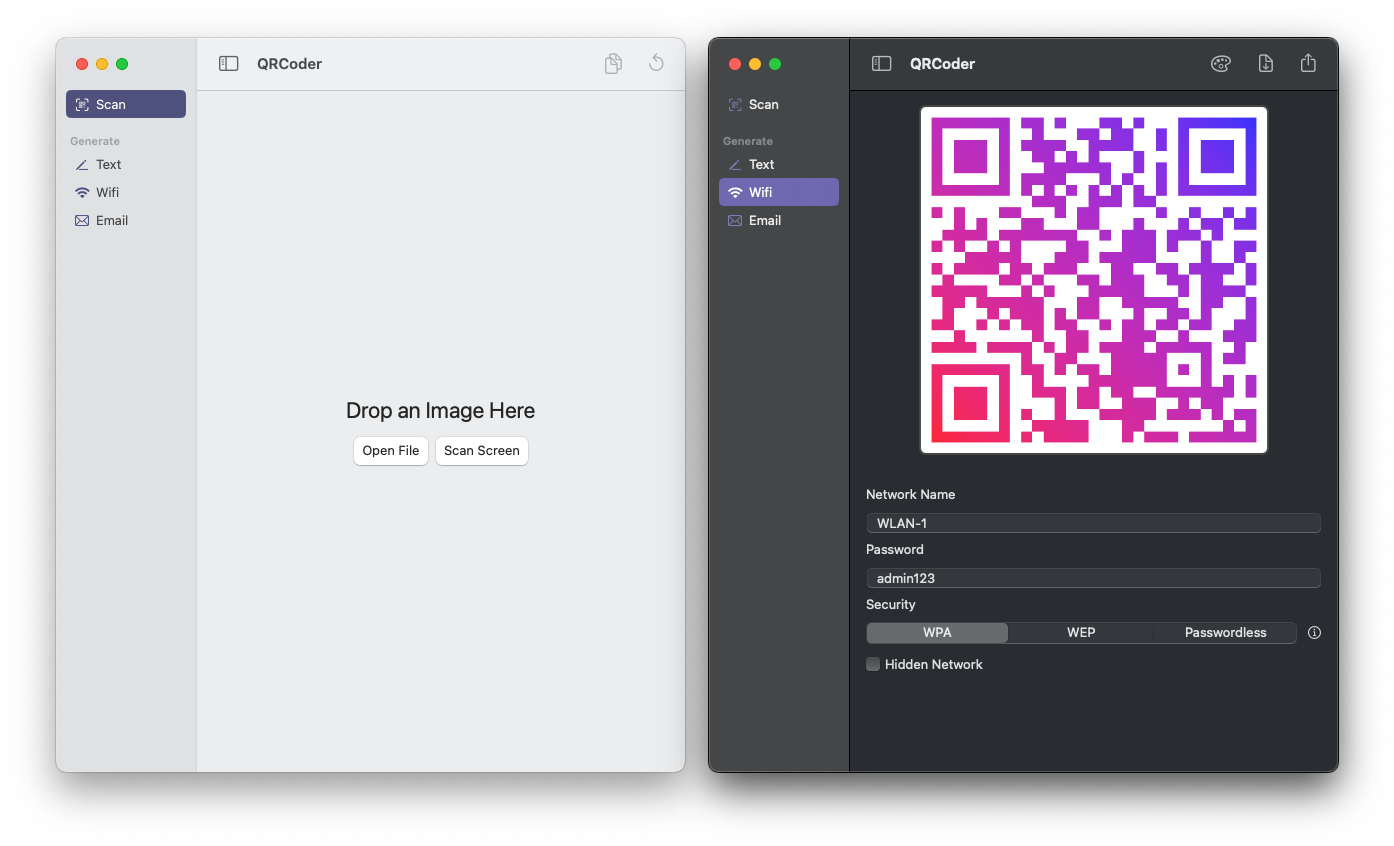 QRCoder
Scan
Generate
Text
Wifi
Email
Drop an Image Here
Open File Scan Screen
QRCoder
Scan
Generate
Text
Wifi
Email
Network Name
WLAN-1
Password
admin123
Security
WPA WEP Passwordless
Hidden Network